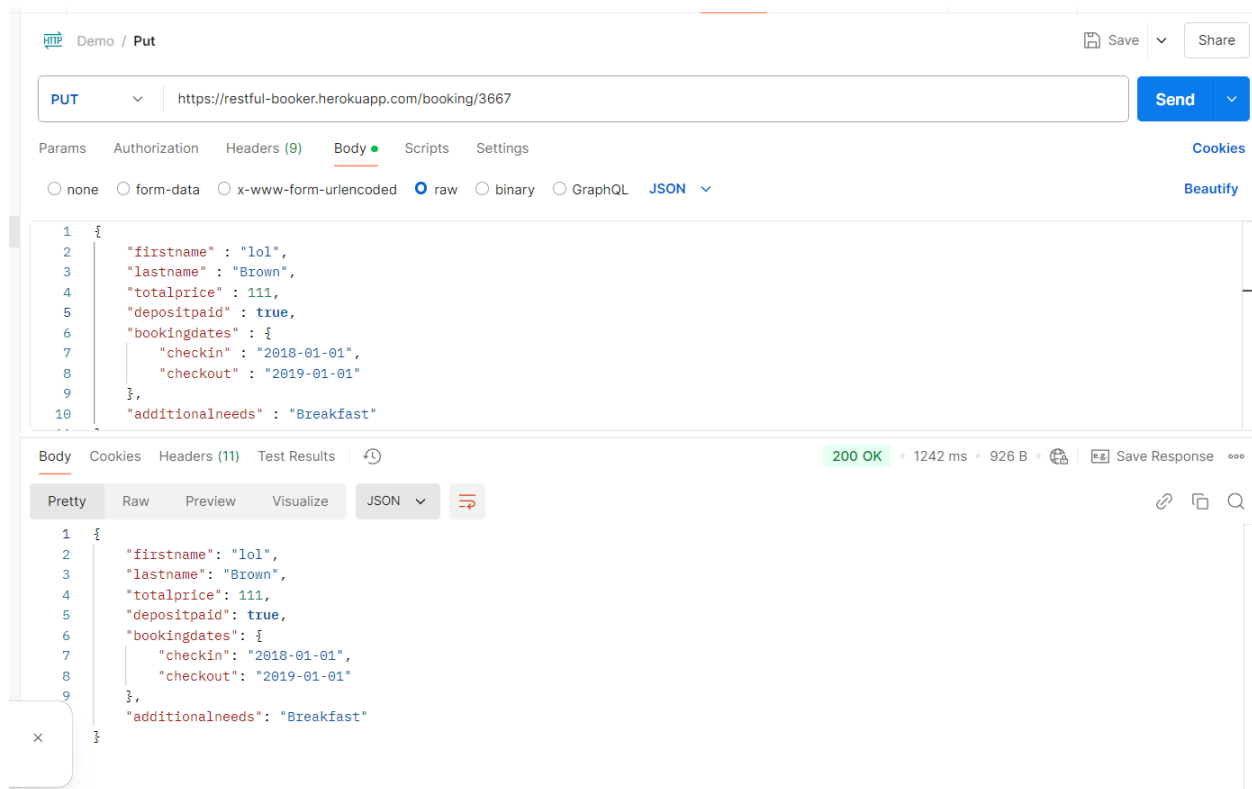 HTTP Demo / Put Save Share
PUT https://restful-booker.herokuapp.com/booking/3667 Send
Params Authorization Headers (9) Body Scripts Settings Cookies
none form-data x-www-form-urlencoded raw binary GraphQL JSON Beautify
1 {
2 "firstname" : "lol",
3 "lastname" : "Brown",
4 "totalprice" : 111,
5 "depositpaid" : true,
6 "bookingdates" : {
7 "checkin" : "2018-01-01",
8 "checkout" : "2019-01-01"
9 },
10 "additionalneeds" : "Breakfast"
Body Cookies Headers (11) Test Results 200 OK • 1242 ms • 926 B • e.g. Save Response
Pretty Raw Preview Visualize JSON
1 {
2 "firstname": "lol",
3 "lastname": "Brown",
4 "totalprice": 111,
5 "depositpaid": true,
6 "bookingdates": {
7 "checkin": "2018-01-01",
8 "checkout": "2019-01-01"
9 },
"additionalneeds": "Breakfast"
}